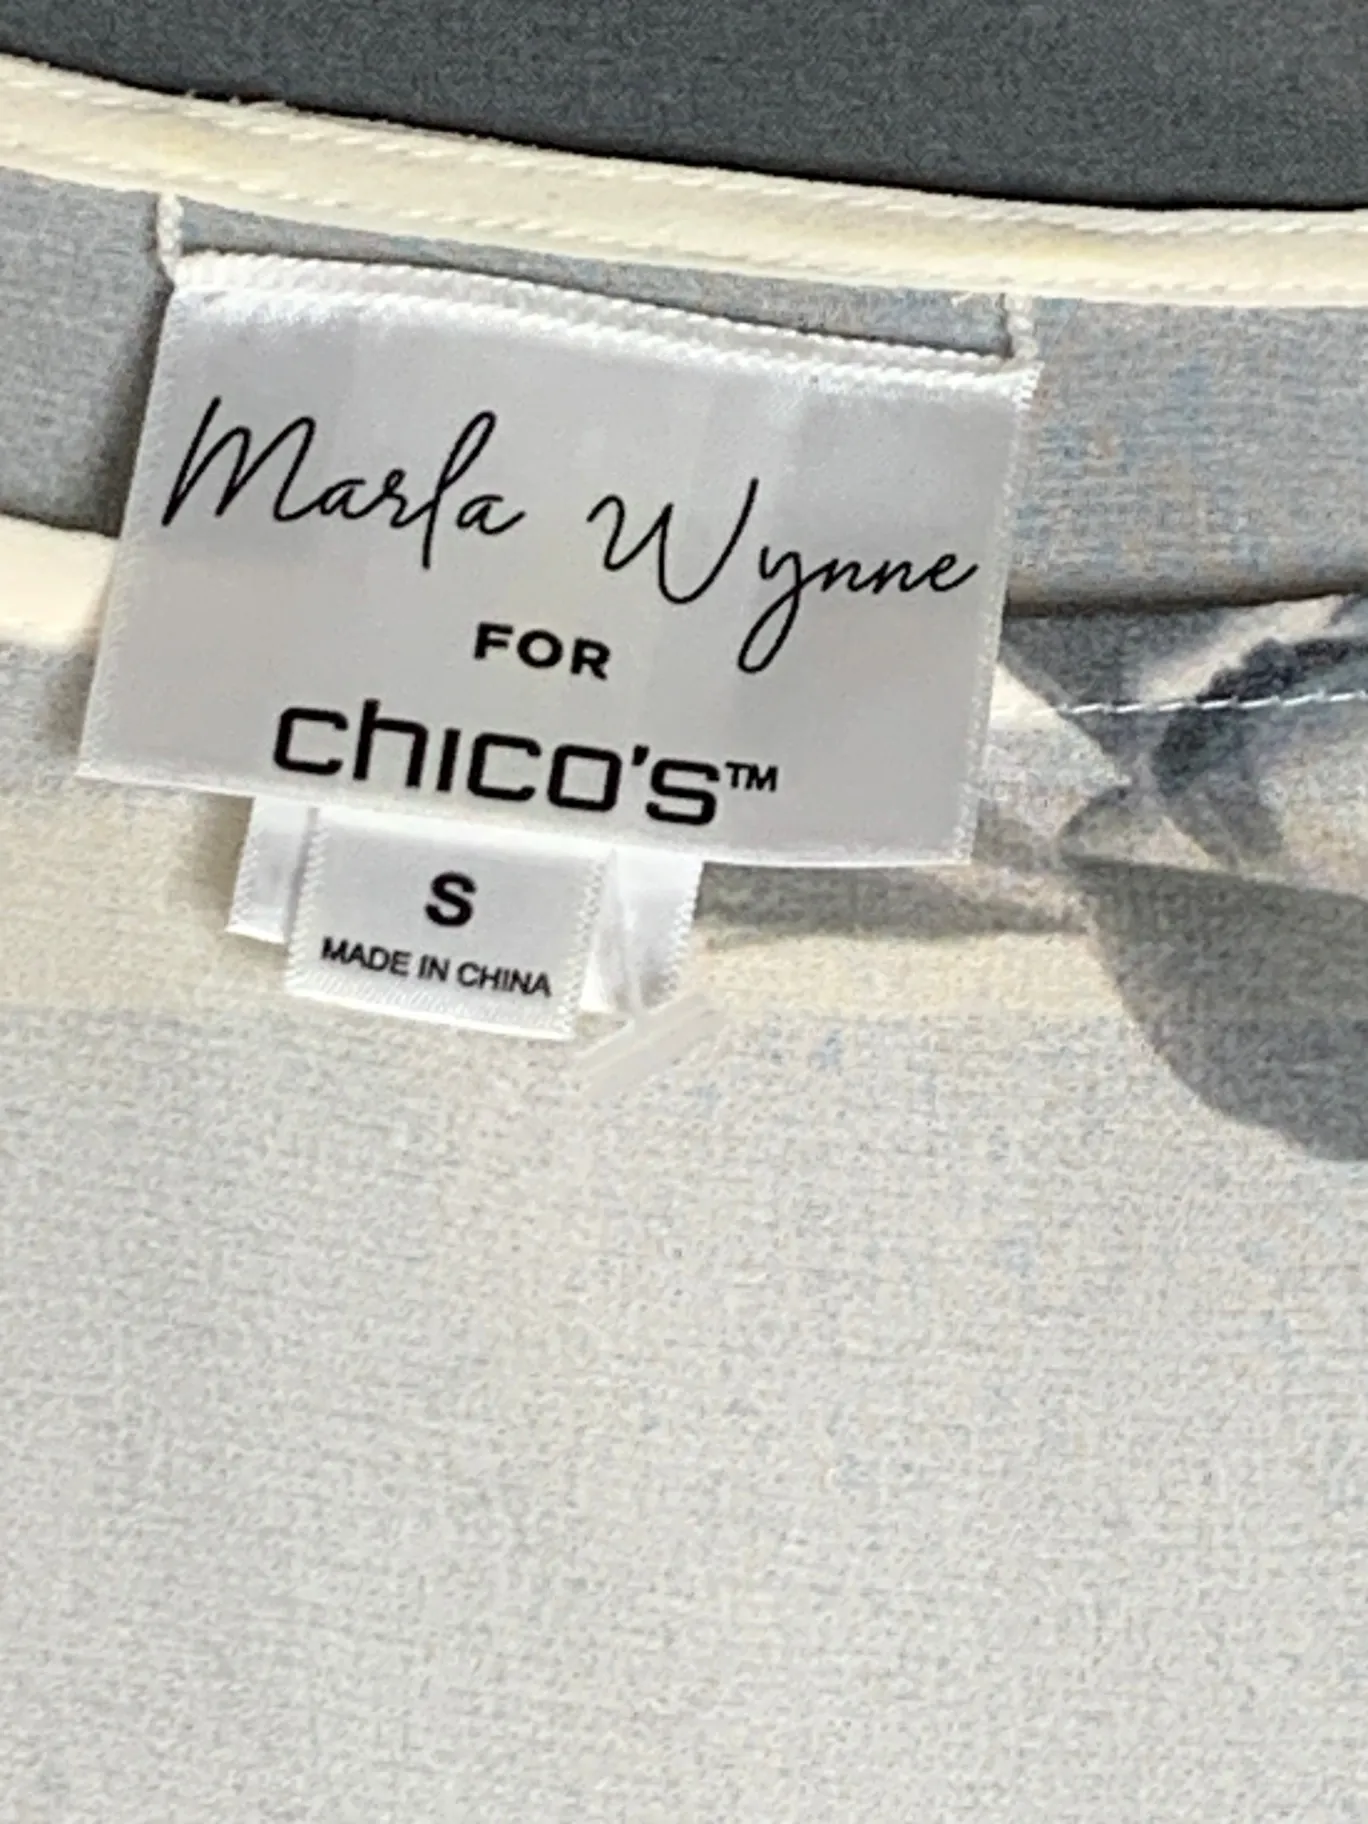 Marla Wynne
FOR
chico's™
S
MADE IN CHINA